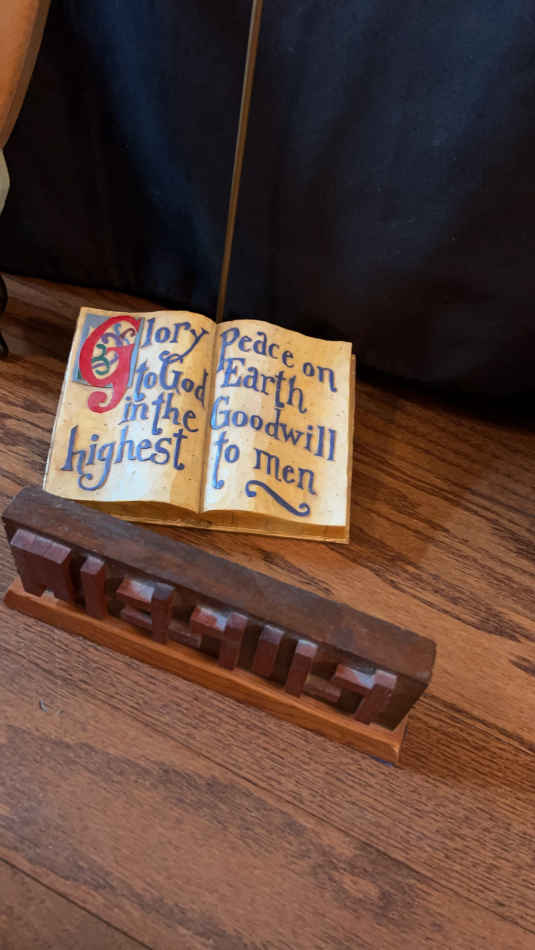 Glory
to God
in the
highest
Peace on
Earth
Goodwill
to men